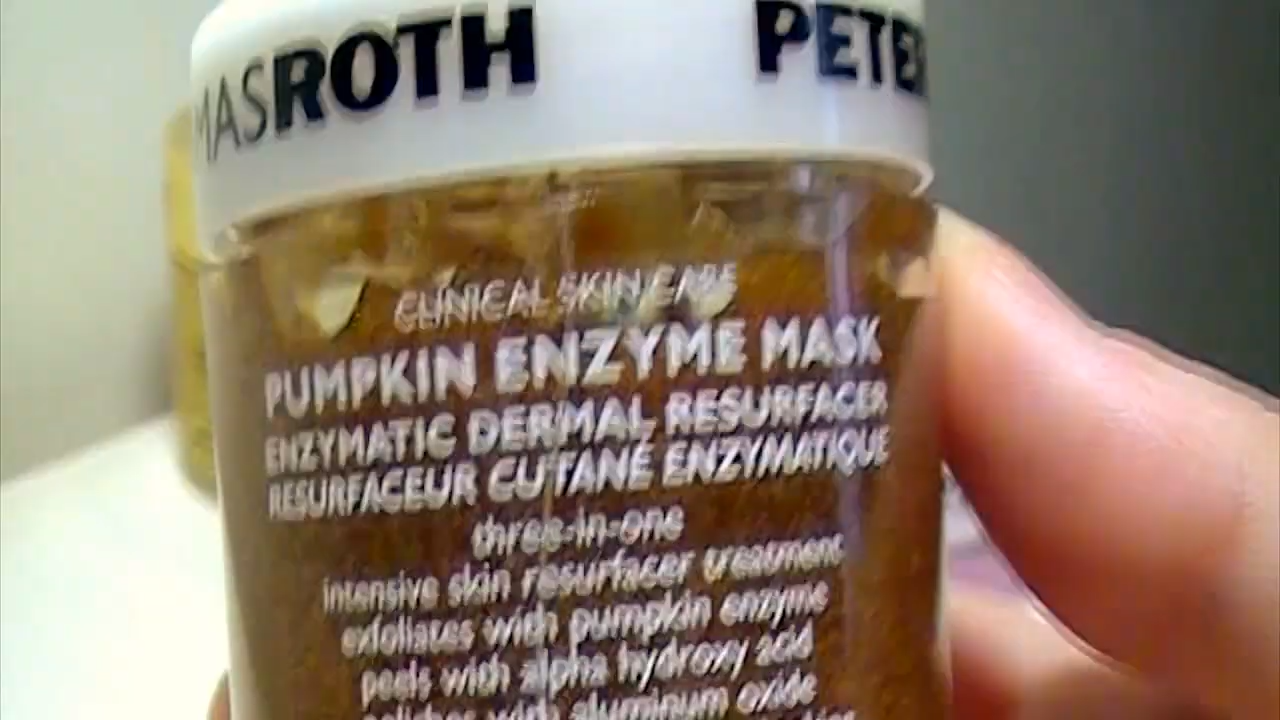 MASROTH PETER
CLINICAL SKIN CARE
PUMPKIN ENZYME MASK
ENZYMATIC DERMAL RESURFACER
RESURFACEUR CUTANÉ ENZYMATIQUE
three-in-one
intensive skin resurfacer treatment
exfoliates with pumpkin enzyme
peels with alpha hydroxy acid
polishes with aluminum oxide